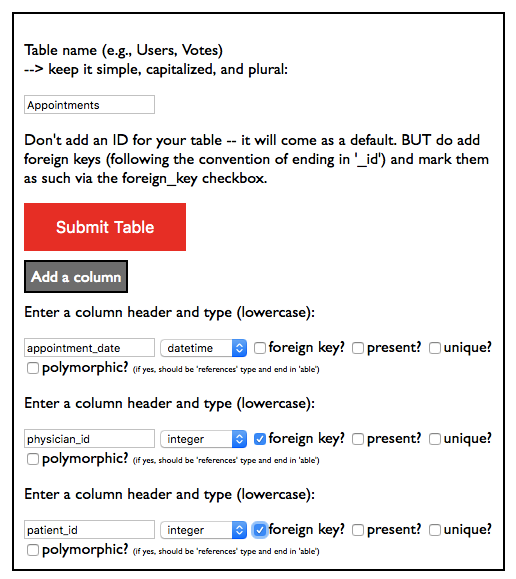 Table name (e.g., Users, Votes)
--> keep it simple, capitalized, and plural:
Appointments
Don't add an ID for your table -- it will come as a default. BUT do add
foreign keys (following the convention of ending in '_id') and mark them
as such via the foreign_key checkbox.
Submit Table
Add a column
Enter a column header and type (lowercase):
appointment_date datetime foreign key? present? unique?
polymorphic? (if yes, should be 'references' type and end in 'able')
Enter a column header and type (lowercase):
physician_id integer foreign key? present? unique?
polymorphic? (if yes, should be 'references' type and end in 'able')
Enter a column header and type (lowercase):
patient_id integer foreign key? present? unique?
polymorphic? (if yes, should be 'references' type and end in 'able')